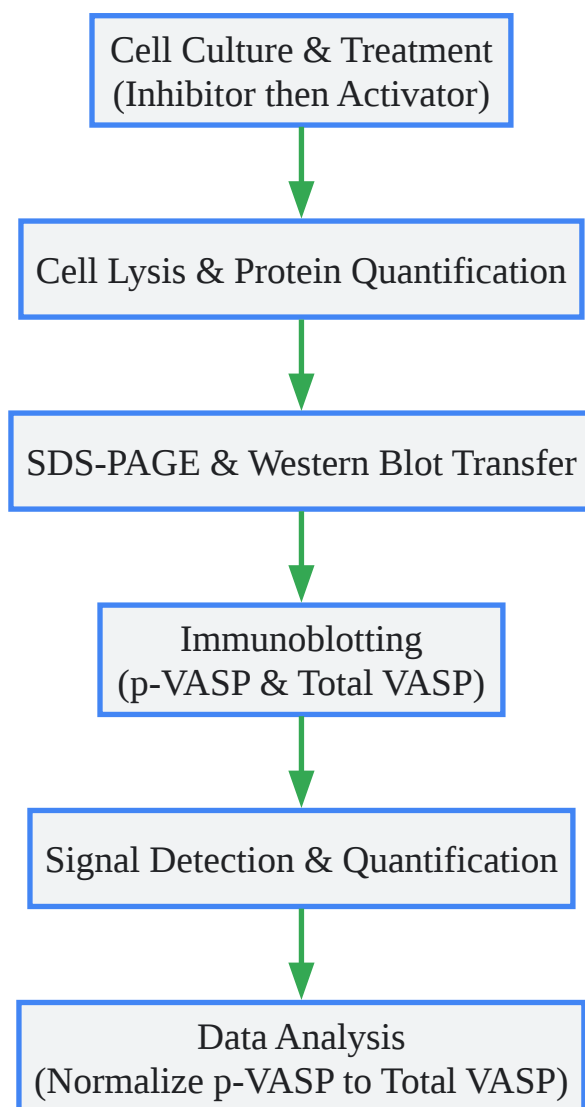 Cell Culture & Treatment
(Inhibitor then Activator)
Cell Lysis & Protein Quantification
SDS-PAGE & Western Blot Transfer
Immunoblotting
(p-VASP & Total VASP)
Signal Detection & Quantification
Data Analysis
(Normalize p-VASP to Total VASP)